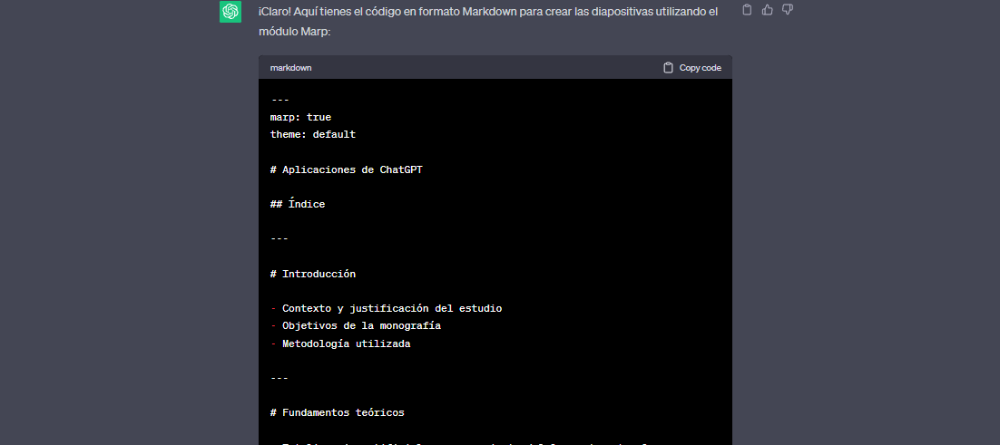 ¡Claro! Aquí tienes el código en formato Markdown para crear las diapositivas utilizando el
módulo Marp:
markdown
Copy code
---
marp: true
theme: default
# Aplicaciones de ChatGPT
## Índice
---
# Introducción
- Contexto y justificación del estudio
- Objetivos de la monografía
- Metodología utilizada
---
# Fundamentos teóricos